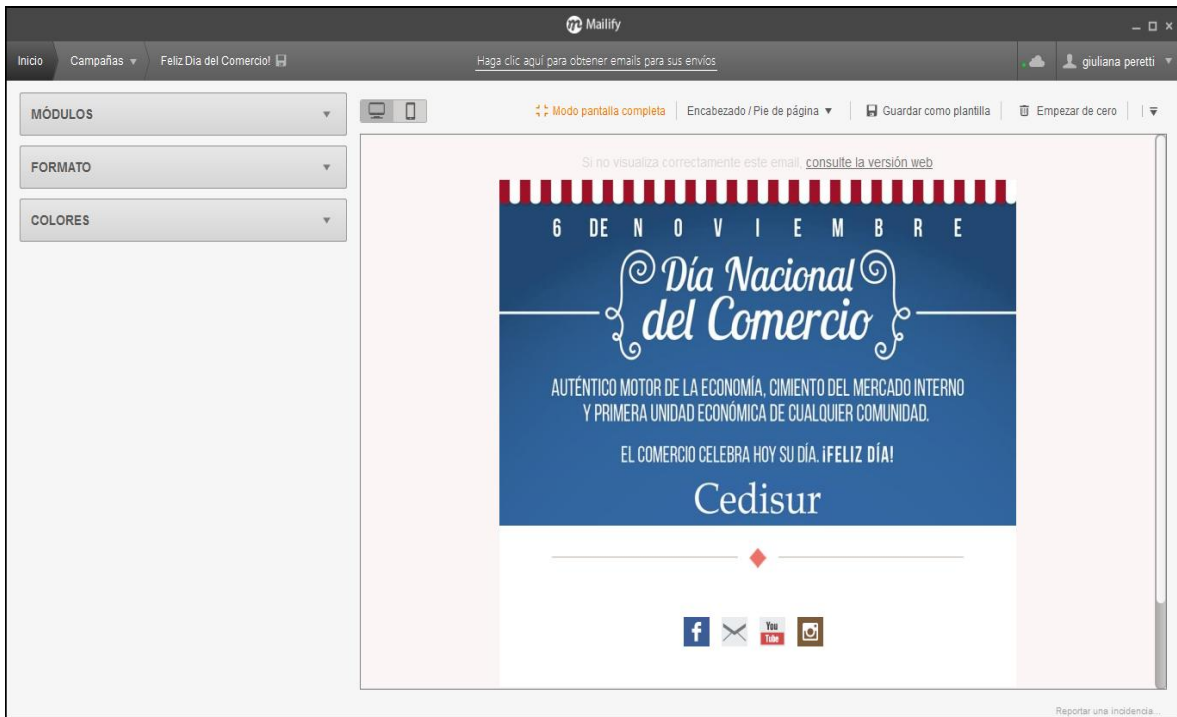 Mailify
Inicio
Campañas
Feliz Dia del Comercio!
Haga clic aquí para obtener emails para sus envíos
giuliana peretti
MÓDULOS
FORMATO
COLORES
Modo pantalla completa
Encabezado / Pie de página
Guardar como plantilla
Empezar de cero
Si no visualiza correctamente este email, consulte la versión web
6 DE NOVIEMBRE
Día Nacional
del Comercio
AUTÉNTICO MOTOR DE LA ECONOMÍA, CIMIENTO DEL MERCADO INTERNO
Y PRIMERA UNIDAD ECONÓMICA DE CUALQUIER COMUNIDAD.
EL COMERCIO CELEBRA HOY SU DÍA. ¡FELIZ DÍA!
Cedisur
f
You
Tube
Reportar una incidencia...